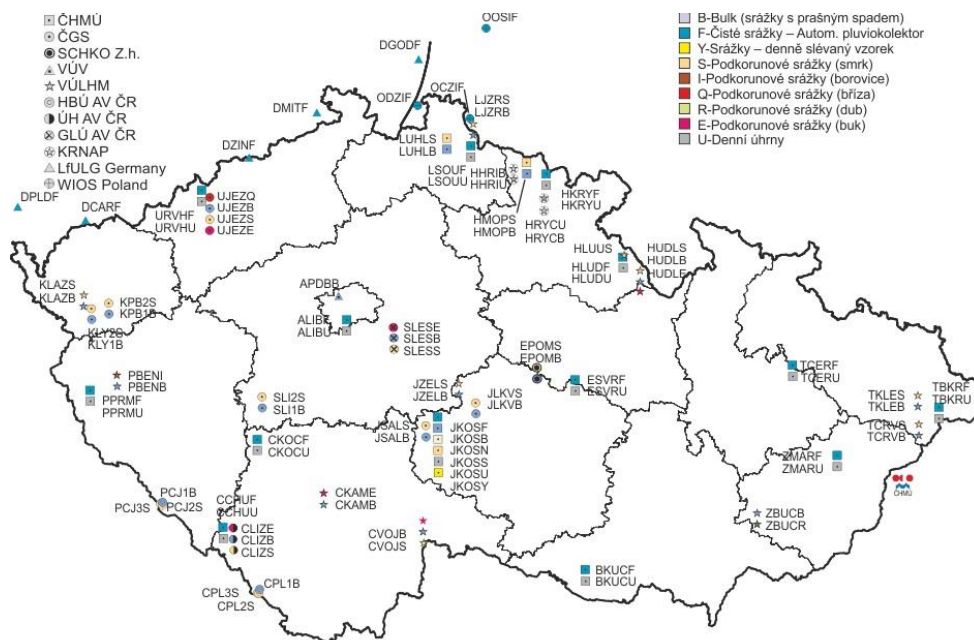 ČHMÚ
ČGS
SCHKO Z.h.
VÚV
VÚLHM
HBÚ AV ČR
ÚH AV ČR
GLÚ AV ČR
KRNAP
LfULG Germany
WIOS Poland
B-Bulk (srážky s prašným spadem)
F-Čisté srážky – Autom. pluviokolektor
Y-Srážky – denně slévaný vzorek
S-Podkorunové srážky (smrk)
I-Podkorunové srážky (borovice)
Q-Podkorunové srážky (bříza)
R-Podkorunové srážky (dub)
E-Podkorunové srážky (buk)
U-Denní úhrny
OOSIF
DGODF
OCZIF
ODZIF
LJZRS
LJZRB
DMITF
LUHLS
LUHLB
LSOUF
LSOUU
HHRIB
HHRIU
DZINF
HMOPS
HMOPB
HKRYF
HKRYU
HRYCU
HRYCB
DPLDF
DCARF
URVHF
URVHU
UJEZQ
UJEZB
UJEZS
UJEZE
HLUUS
HLUDF
HLUDU
HUDLS
HUDLB
HUDLE
KLAZS
KLAZB
KPB2S
KPB1B
KLY2S
KLY1B
APDBB
ALIBF
ALIBU
SLESE
SLESB
SLESS
EPOMS
EPOMB
ESVRF
ESVRU
TCERF
TCERU
PBENI
PBENB
PPRMF
PPRMU
SLI2S
SLI1B
JZELS
JZELB
JLKVS
JLKVB
TKLES
TKLEB
TBKRF
TBKRU
TCRVS
TCRVB
JSALS
JSALB
JKOSF
JKOSB
JKOSN
JKOSS
JKOSU
JKOSY
CKOCF
CKOCU
ZMARF
ZMARU
ČHMÚ
PCJ1B
PCJ3S
PCJ2S
CCHUF
CCHUU
CLIZE
CLIZB
CLIZS
CKAME
CKAMB
CVOJB
CVOJS
ZBUCB
ZBUCR
BKUCF
BKUCU
CPL1B
CPL3S
CPL2S